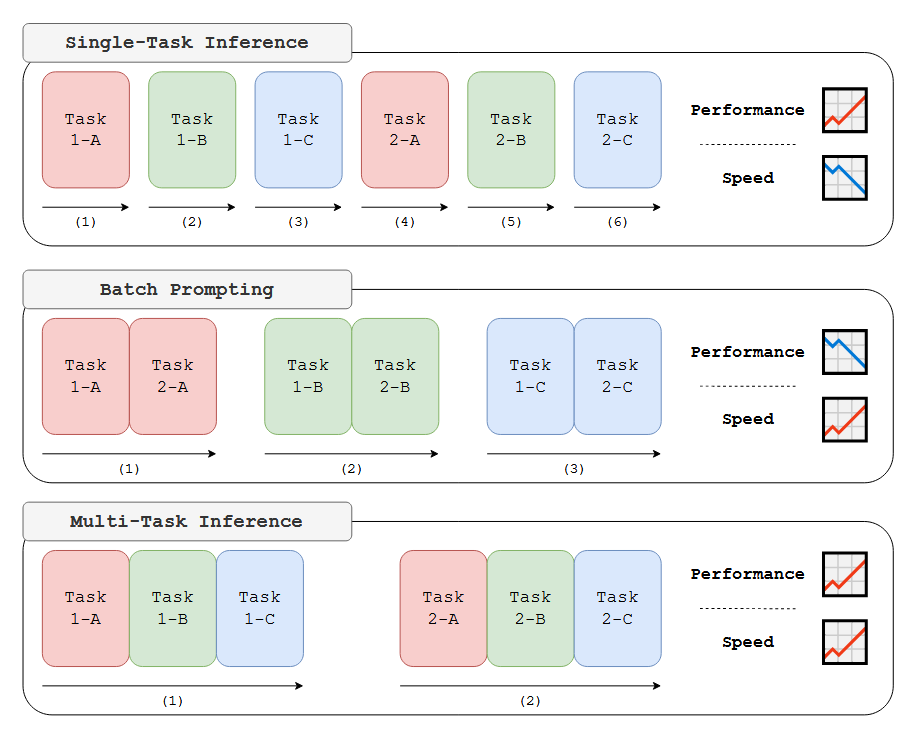 Single-Task Inference
Task
1-A
Task
1-B
Task
1-C
Task
2-A
Task
2-B
Task
2-C
(1)
(2)
(3)
(4)
(5)
(6)
Performance
Speed
Batch Prompting
Task
1-A
Task
2-A
Task
1-B
Task
2-B
Task
1-C
Task
2-C
(1)
(2)
(3)
Performance
Speed
Multi-Task Inference
Task
1-A
Task
1-B
Task
1-C
Task
2-A
Task
2-B
Task
2-C
(1)
(2)
Performance
Speed